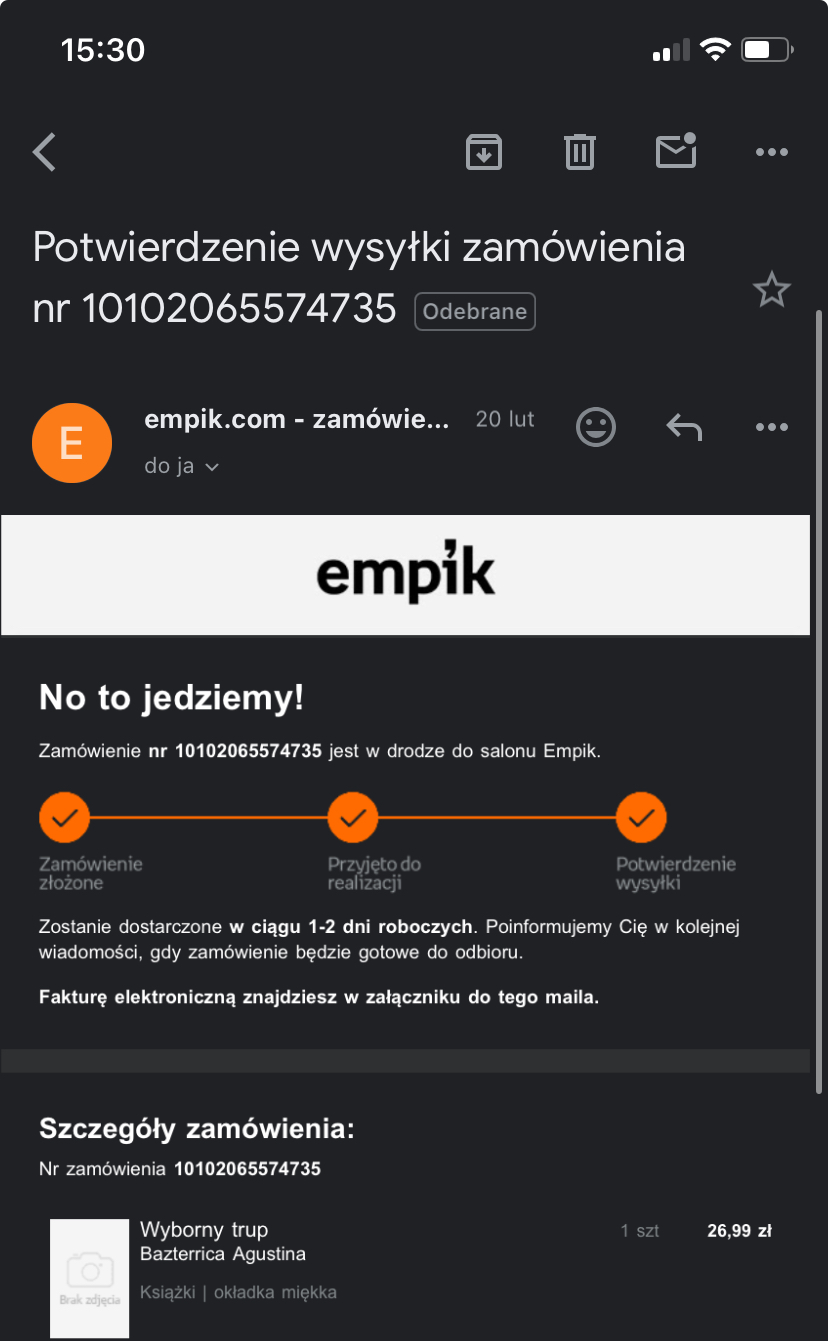 15:30
Potwierdzenie wysyłki zamówienia
nr 10102065574735 Odebrane
E
empik.com - zamówie... 20 lut
do ja
empik
No to jedziemy!
Zamówienie nr 10102065574735 jest w drodze do salonu Empik.
Zamówienie złożone Przyjęto do realizacji Potwierdzenie wysyłki
Zostanie dostarczone w ciągu 1-2 dni roboczych. Poinformujemy Cię w kolejnej
wiadomości, gdy zamówienie będzie gotowe do odbioru.
Fakturę elektroniczną znajdziesz w załączniku do tego maila.
Szczegóły zamówienia:
Nr zamówienia 10102065574735
Wyborny trup 1 szt 26,99 zł
Bazterrica Agustina
Książki | okładka miękka
Brak zdjęcia